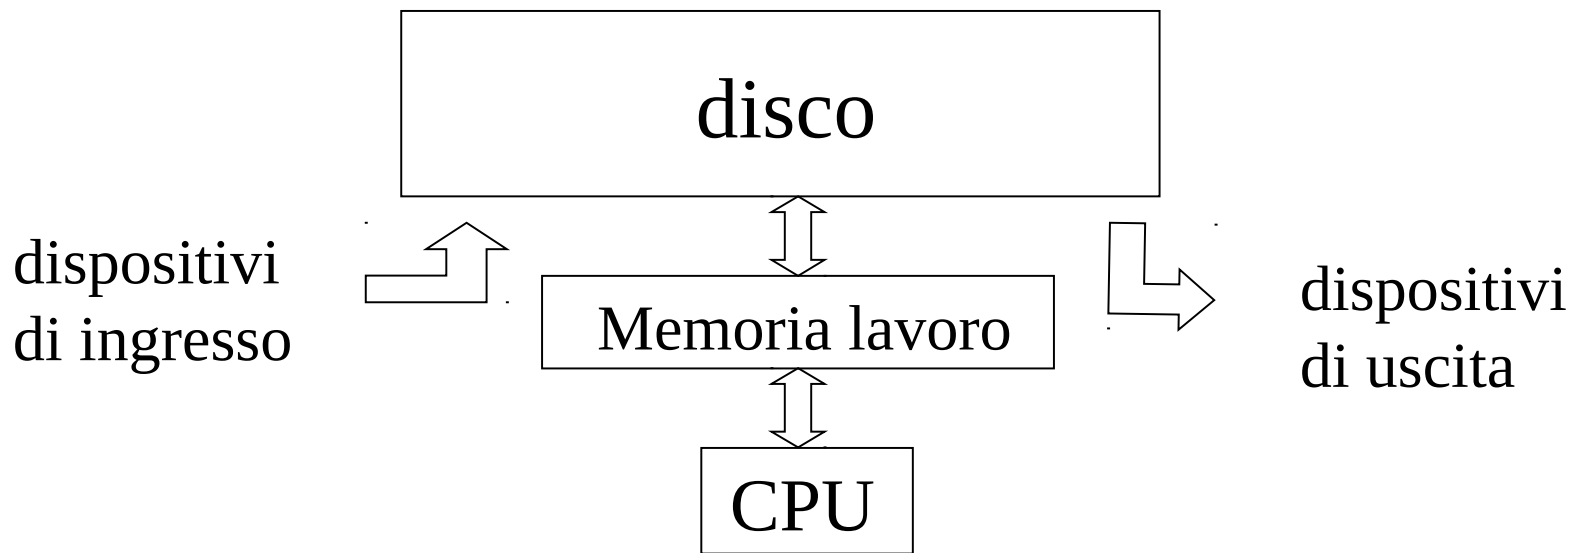 disco
dispositivi
di ingresso
Memoria lavoro
dispositivi
di uscita
CPU